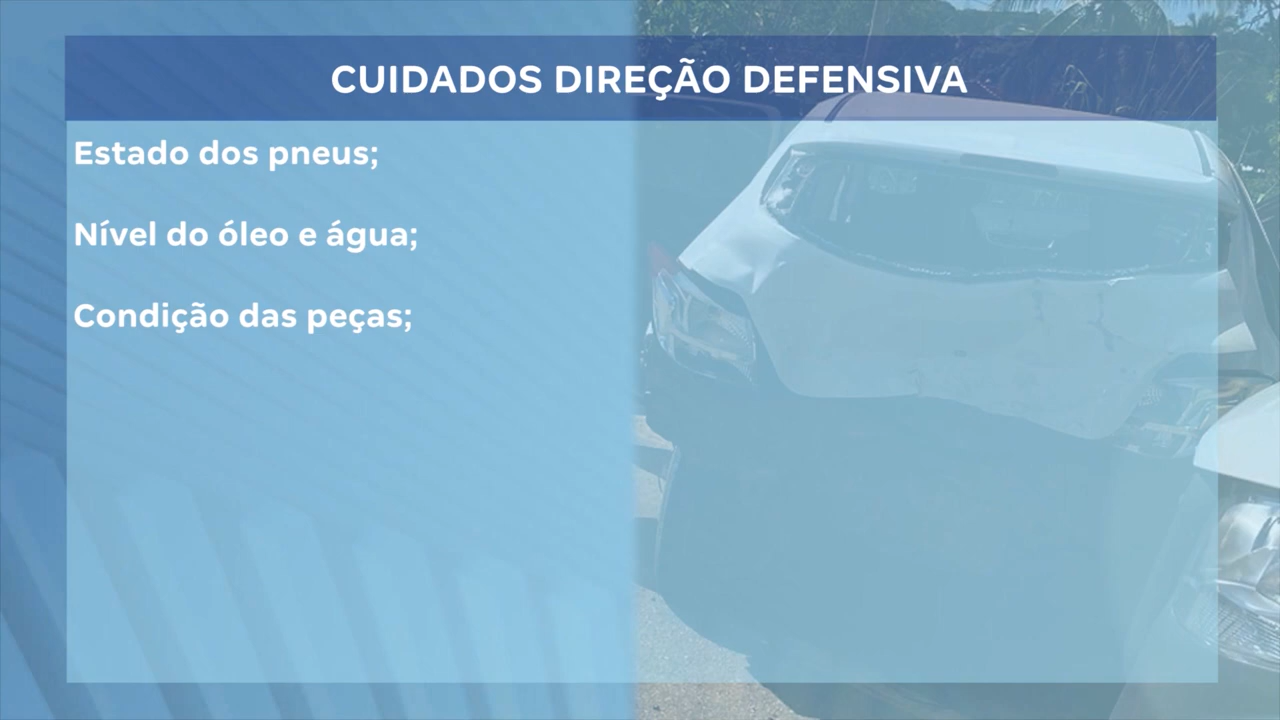 CUIDADOS DIREÇÃO DEFENSIVA
Estado dos pneus;
Nível do óleo e água;
Condição das peças;